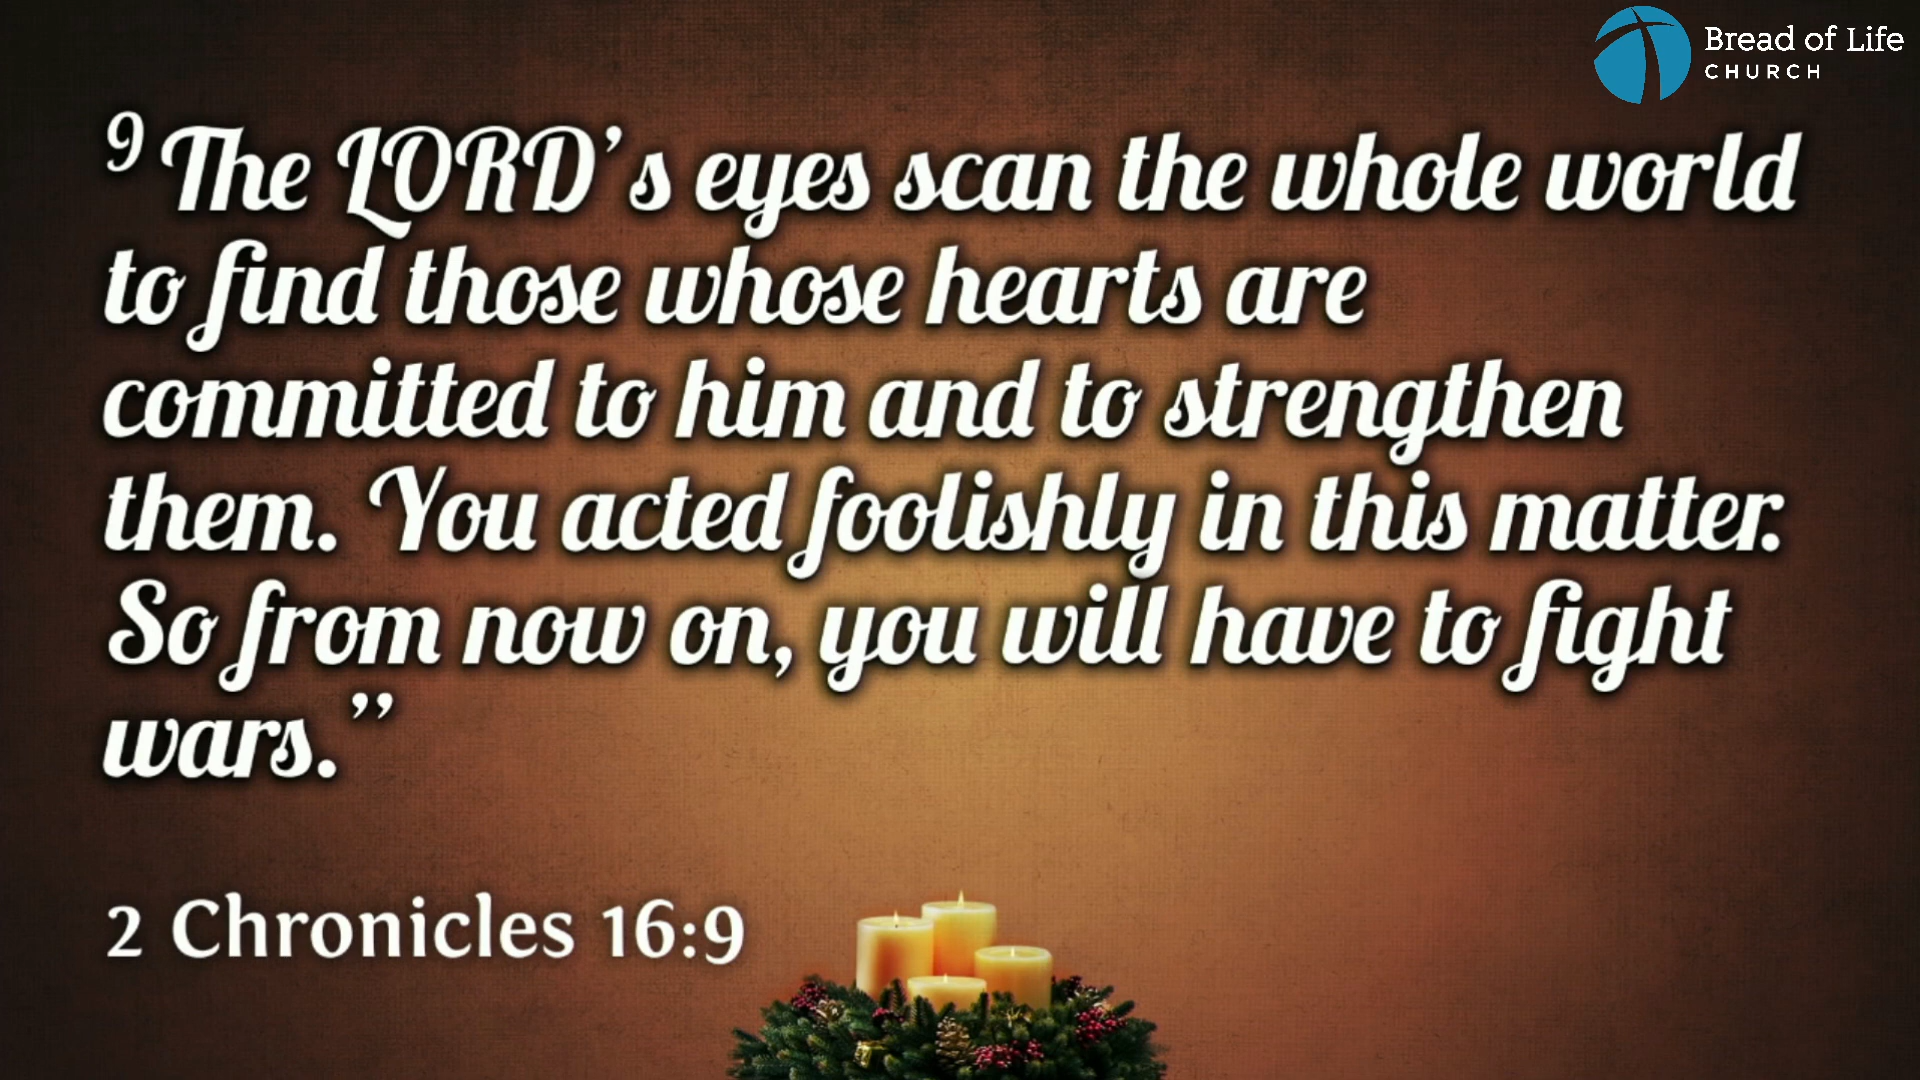 Bread of Life
CHURCH
9 The LORD’s eyes scan the whole world
to find those whose hearts are
committed to him and to strengthen
them. You acted foolishly in this matter.
So from now on, you will have to fight
wars.”
2 Chronicles 16:9